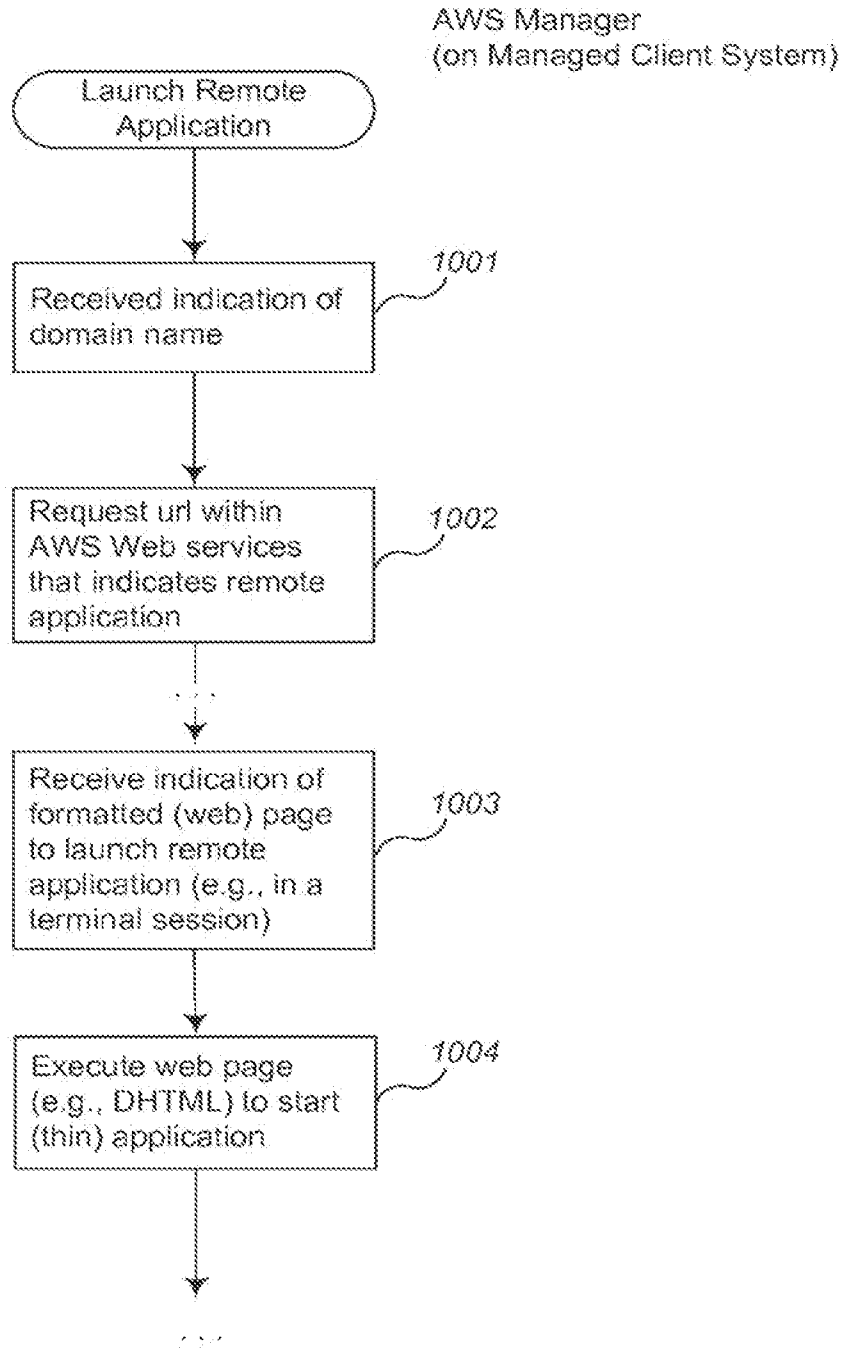 AWS Manager
(on Managed Client System)
Launch Remote
Application
1001
Received indication of
domain name
1002
Request url within
AWS Web services
that indicates remote
application
. . .
1003
Receive indication of
formatted (web) page
to launch remote
application (e.g., in a
terminal session)
1004
Execute web page
(e.g., DHTML) to start
(thin) application
. . .